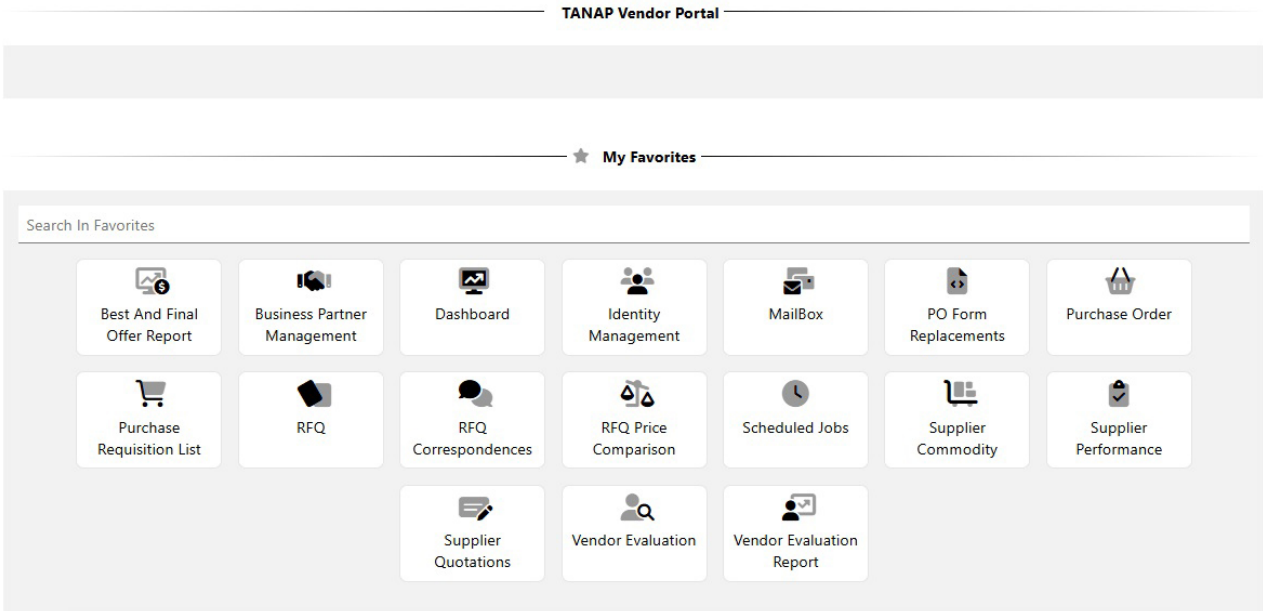 TANAP Vendor Portal
My Favorites
Search In Favorites
Best And Final
Offer Report
Business Partner
Management
Dashboard
Identity
Management
MailBox
PO Form
Replacements
Purchase Order
Purchase
Requisition List
RFQ
RFQ
Correspondences
RFQ Price
Comparison
Scheduled Jobs
Supplier
Commodity
Supplier
Performance
Supplier
Quotations
Vendor Evaluation
Vendor Evaluation
Report